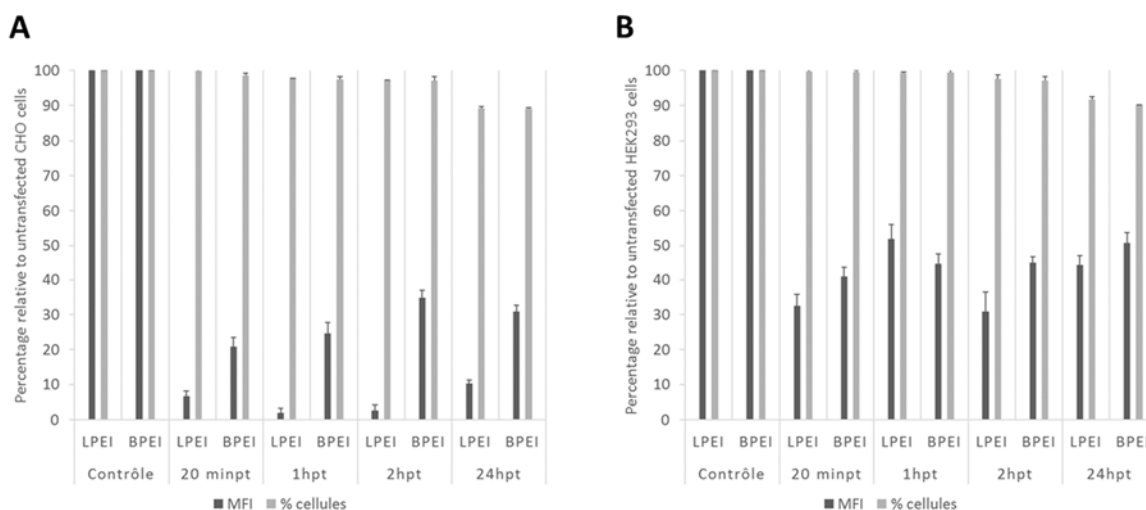 A
Percentage relative to untransfected CHO cells
100
90
80
70
60
50
40
30
20
10
0
LPEI BPEI LPEI BPEI LPEI BPEI LPEI BPEI LPEI BPEI
Contrôle 20 minpt 1hpt 2hpt 24hpt
MFI % cellules
B
Percentage relative to untransfected HEK293 cells
100
90
80
70
60
50
40
30
20
10
0
LPEI BPEI LPEI BPEI LPEI BPEI LPEI BPEI LPEI BPEI
Contrôle 20 minpt 1hpt 2hpt 24hpt
MFI % cellules